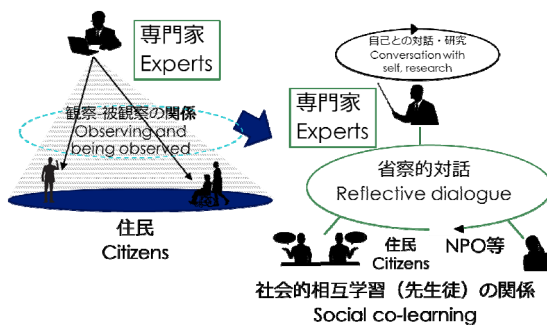 専門家
Experts
観察-被観察の関係
Observing and
being observed
住民
Citizens
自己との対話・研究
Conversation with
self, research
専門家
Experts
省察的対話
Reflective dialogue
住民
Citizens
NPO等
社会的相互学習（先生徒）の関係
Social co-learning